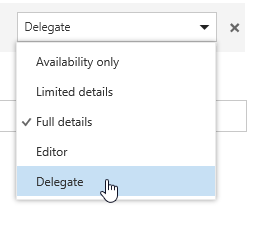 Delegate
Availability only
Limited details
Full details
Editor
Delegate